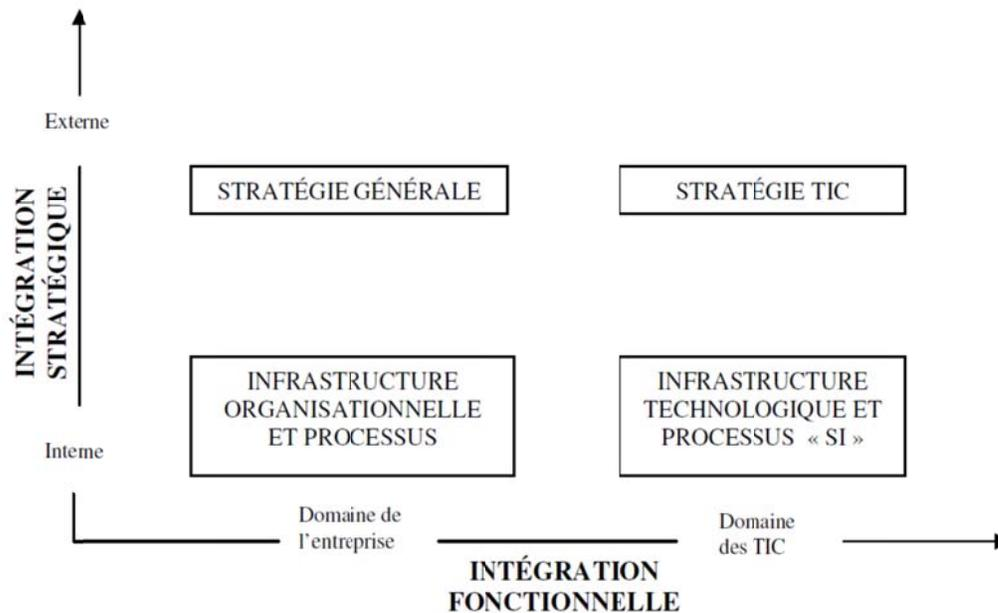 Externe
INTÉGRATION
STRATÉGIQUE
STRATÉGIE GÉNÉRALE
STRATÉGIE TIC
INFRASTRUCTURE
ORGANISATIONNELLE
ET PROCESSUS
INFRASTRUCTURE
TECHNOLOGIQUE ET
PROCESSUS « SI »
Interne
Domaine de
l'entreprise
Domaine
des TIC
INTÉGRATION
FONCTIONNELLE